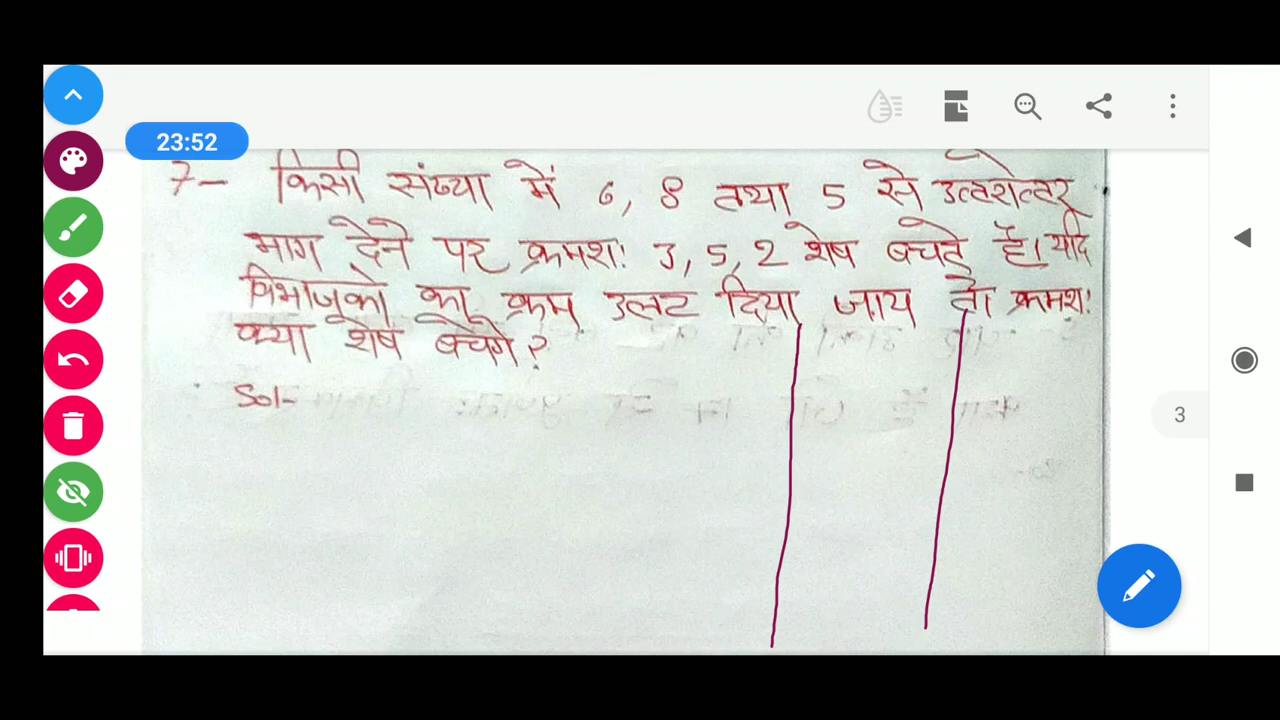 23:52
7- किसी संख्या में 6, 8 तथा 5 से उत्तरोत्तर
भाग देने पर क्रमशः 3, 5, 2 शेष बचते हैं। यदि
विभाजको का क्रम उलट दिया जाय तो क्रमशः
क्या शेष बचेगे?
Sol-
3